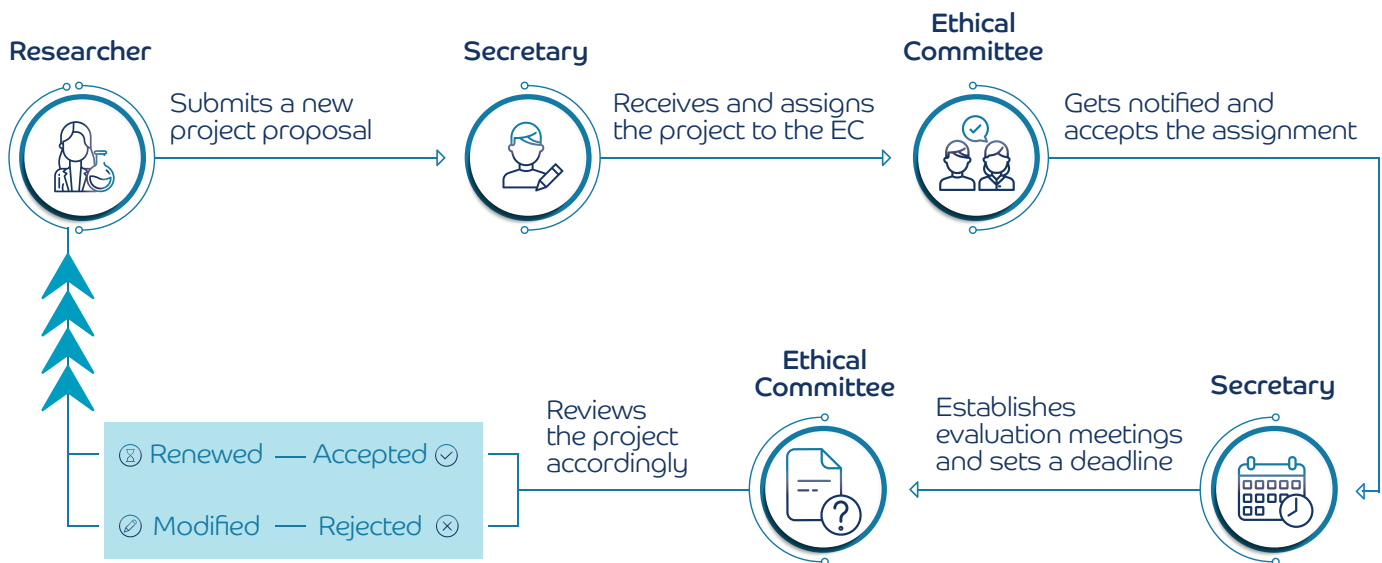 Researcher
Submits a new
project proposal
Secretary
Receives and assigns
the project to the EC
Ethical
Committee
Gets notified and
accepts the assignment
Secretary
Establishes
evaluation meetings
and sets a deadline
Ethical
Committee
Reviews
the project
accordingly
Renewed — Accepted
Modified — Rejected